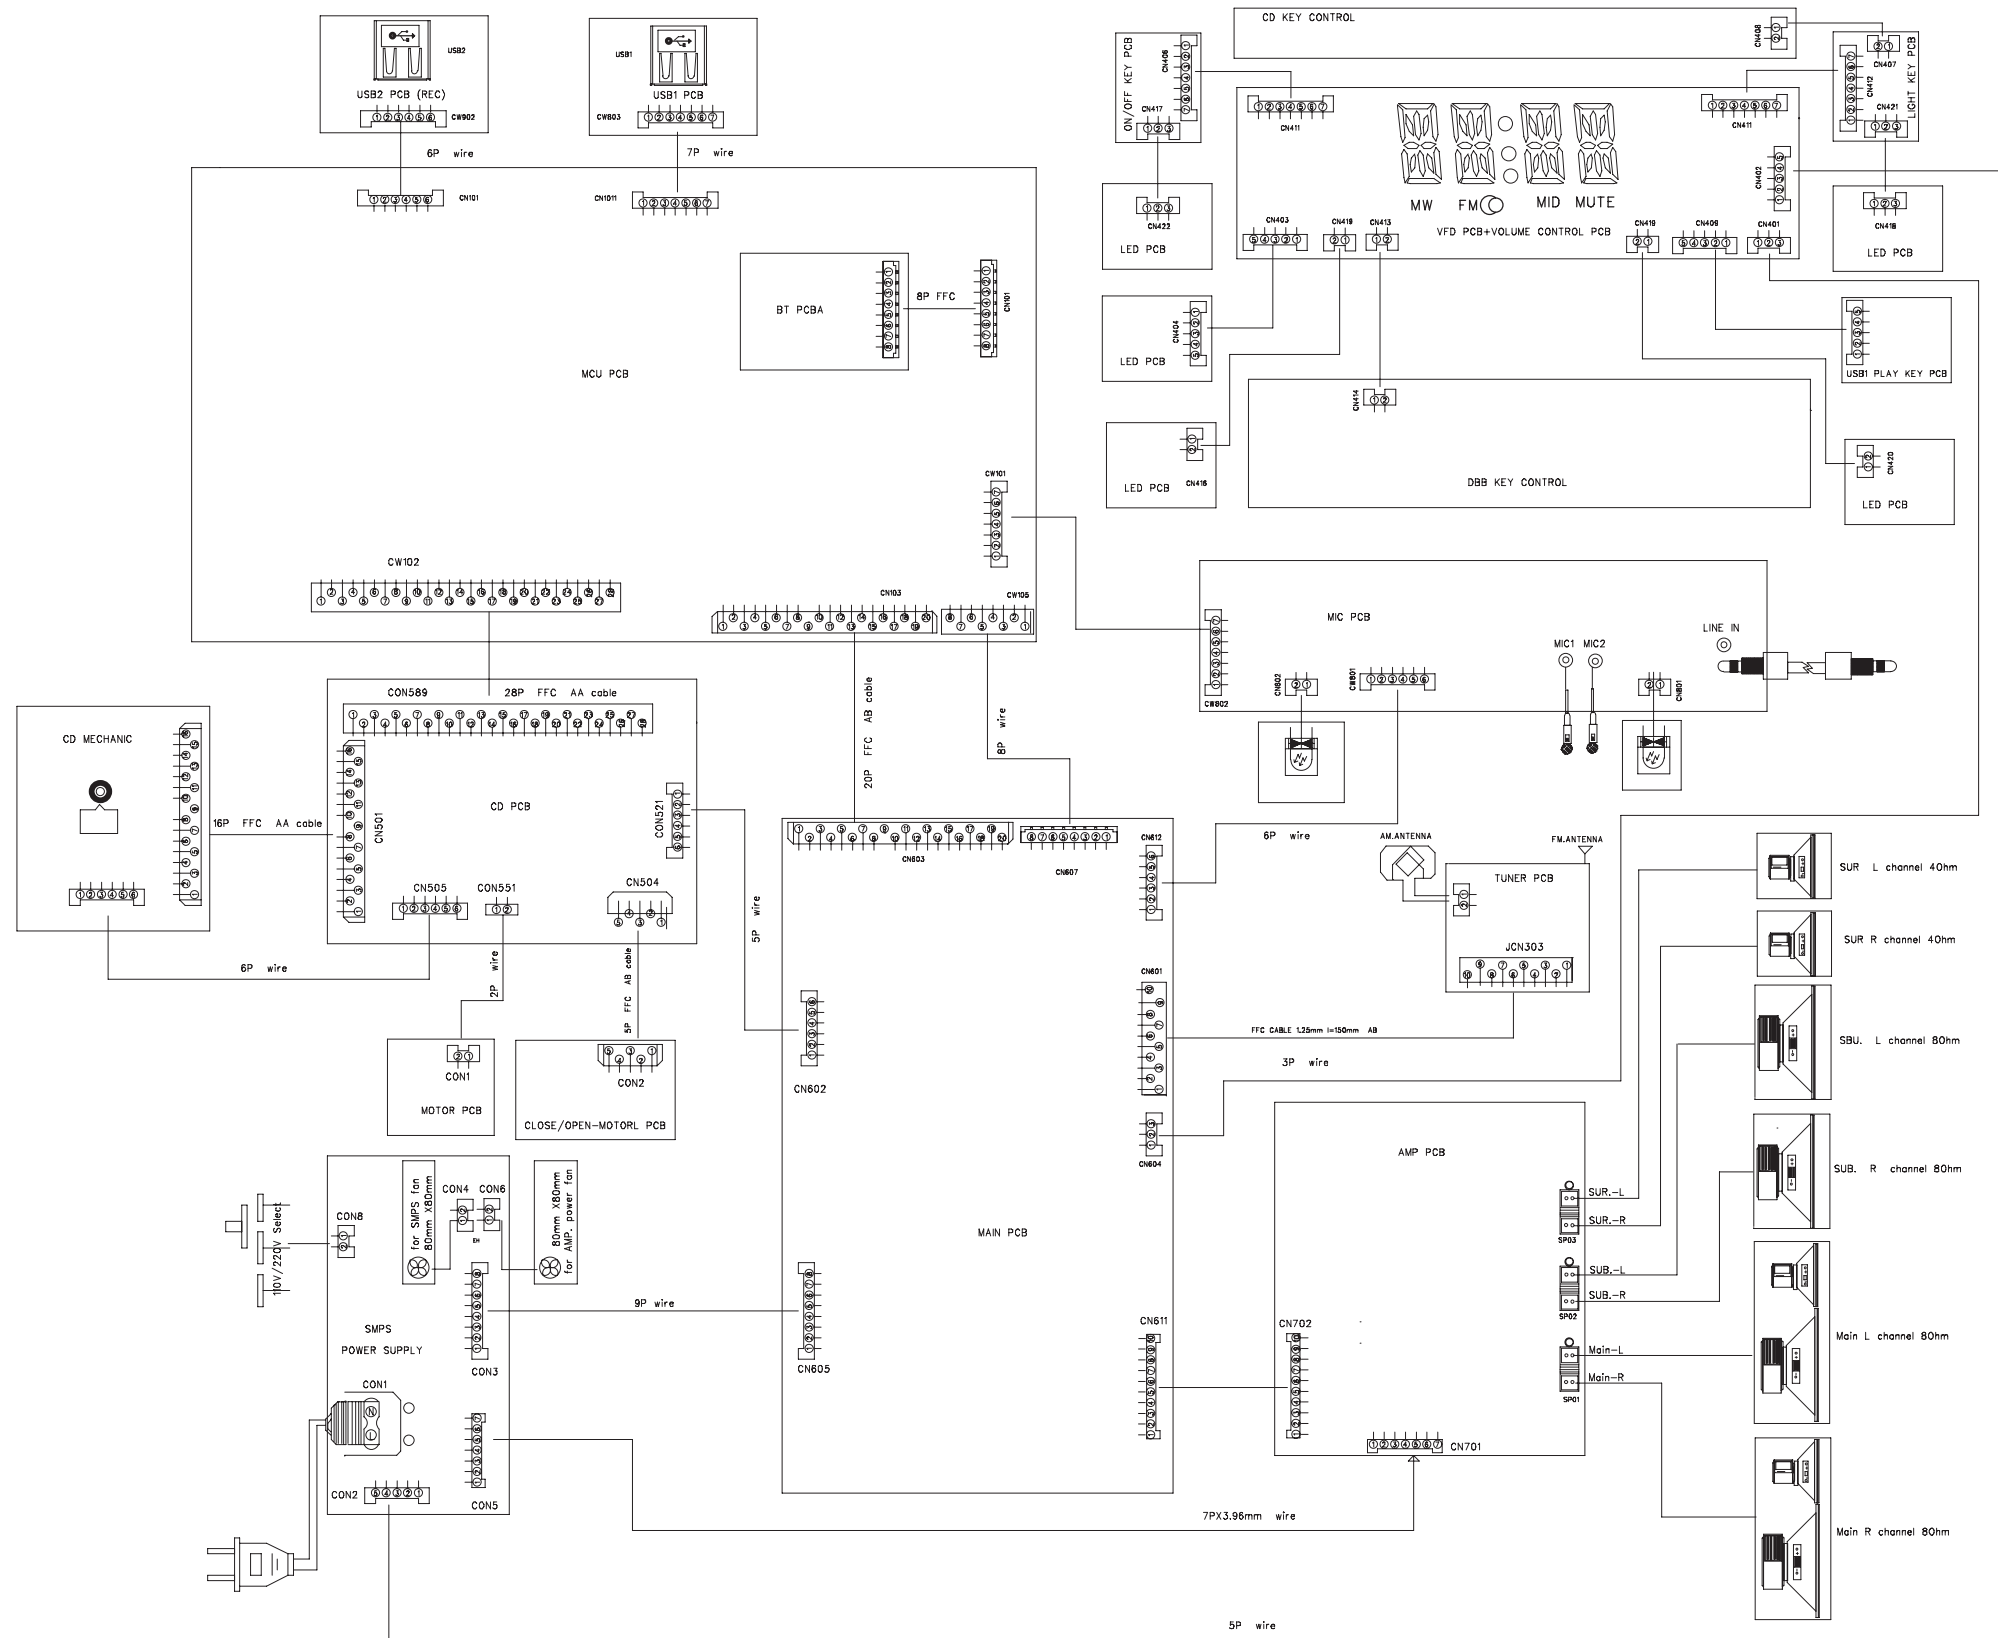 USB2
USB2 PCB (REC)
CW902
6P wire
CN101
USB1
USB1 PCB
CW803
7P wire
CN1011
MCU PCB
BT PCBA
8P FFC
CN101
CW101
CW102
CN103
CW105
CD KEY CONTROL
CN408
CN407
CN412
CN421
LIGHT KEY PCB
ON/OFF KEY PCB
CN406
CN417
CN411
CN411
CN402
MW FM MID MUTE
VFD PCB+VOLUME CONTROL PCB
CN403
CN419
CN413
CN419
CN409
CN401
CN422
LED PCB
CN418
LED PCB
CN404
LED PCB
USB1 PLAY KEY PCB
CN414
DBB KEY CONTROL
LED PCB
CN416
CN420
LED PCB
MIC PCB
MIC1 MIC2
LINE IN
CW802
CN802
CW801
CN801
CD MECHANIC
16P FFC AA cable
CON589
28P FFC AA cable
CD PCB
CN501
CON521
CN505
CON551
CN504
6P wire
2P wire
5P FFC AB cable
5P wire
20P FFC AB cable
8P wire
CON1
MOTOR PCB
CON2
CLOSE/OPEN-MOTORL PCB
CN603
CN607
CN612
6P wire
CN601
CN602
CN604
MAIN PCB
CN605
CN611
AM.ANTENNA
FM.ANTENNA
TUNER PCB
JCN303
FFC CABLE 1.25mm l=150mm AB
3P wire
AMP PCB
SUR.-L
SUR.-R
SP03
SUB.-L
SUB.-R
SP02
Main-L
Main-R
SP01
CN702
CN701
SUR L channel 4Ohm
SUR R channel 4Ohm
SBU. L channel 8Ohm
SUB. R channel 8Ohm
Main L channel 8Ohm
Main R channel 8Ohm
110V/220V Select
CON8
for SMPS fan
80mm X80mm
CON4
CON6
EH
80mm X80mm
for AMP. power fan
SMPS
POWER SUPPLY
CON3
9P wire
CON1
N
L
CON2
CON5
7PX3.96mm wire
5P wire